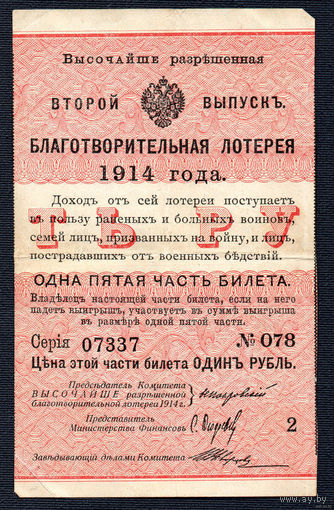 Высочайше разрѣшенная
ВТОРОЙ ВЫПУСКЪ.
БЛАГОТВОРИТЕЛЬНАЯ ЛОТЕРЕЯ
1914 года.
Доходъ отъ сей лотереи поступаетъ
въ пользу раненыхъ и больныхъ воиновъ,
семей лицъ, призванныхъ на войну, и лицъ,
пострадавшихъ отъ военныхъ бѣдствій.
ОДНА ПЯТАЯ ЧАСТЬ БИЛЕТА.
Владѣлецъ настоящей части билета, если на него
падетъ выигрышъ, участвуетъ въ суммѣ выигрыша
въ размѣрѣ одной пятой части.
Серія 07337 № 078
Цѣна этой части билета ОДИНЪ РУБЛЬ.
Предсѣдатель Комитета
ВЫСОЧАЙШЕ разрѣшенной
благотворительной лотереи 1914 г.
Представитель
Министерства Финансовъ
2
Завѣдывающій дѣлами Комитета
www.ay.by